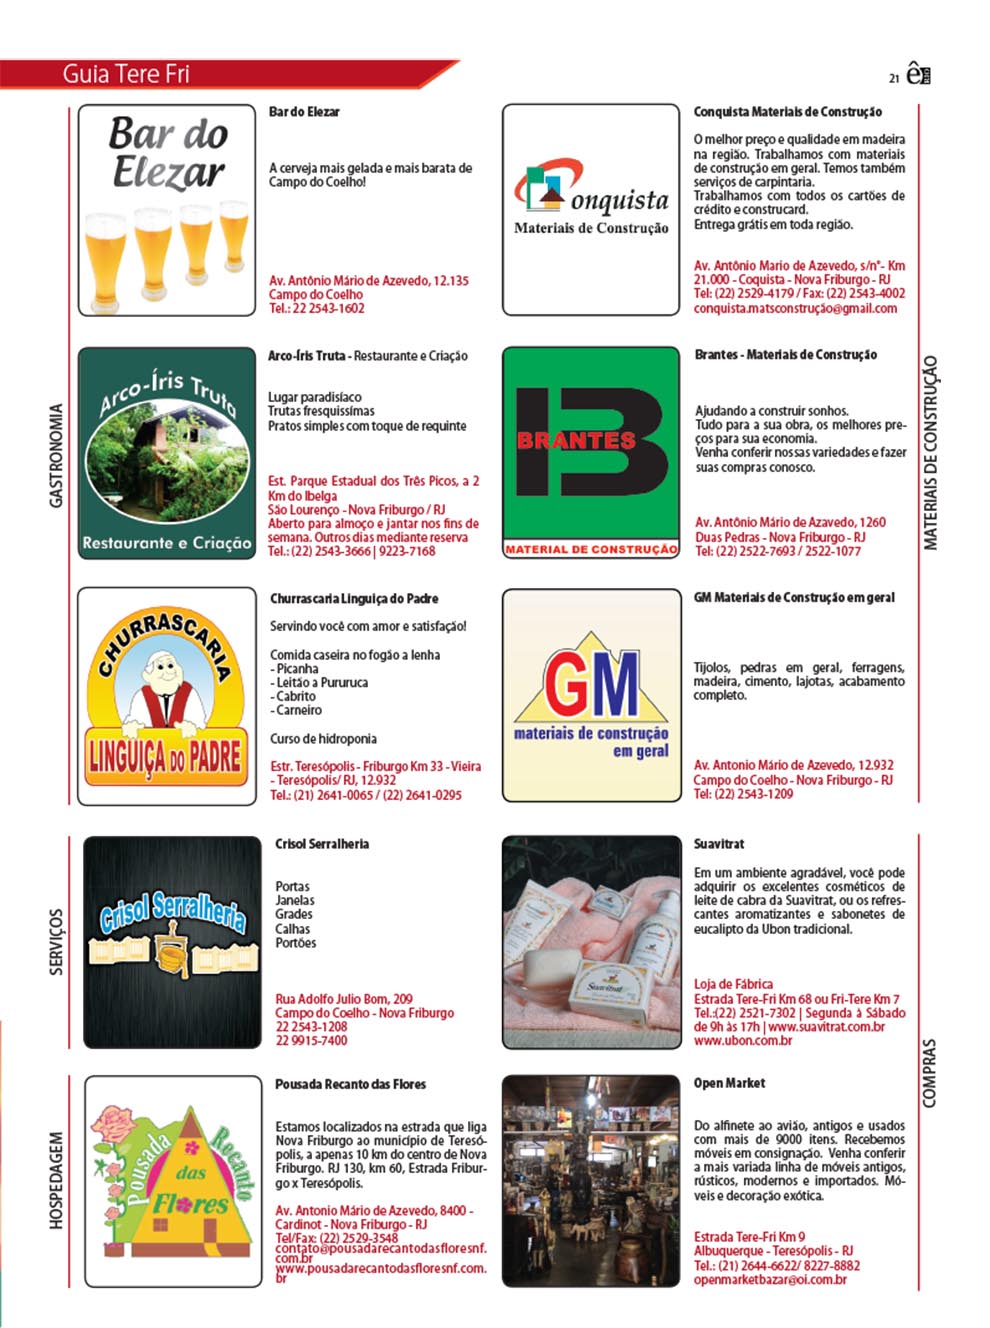 Guia Tere Fri
21 ê
GASTRONOMIA
Bar do
Elezar
Bar do Elezar
A cerveja mais gelada e mais barata de
Campo do Coelho!
Av. Antônio Mário de Azevedo, 12.135
Campo do Coelho
Tel.: 22 2543-1602
Arco-Íris Truta
Restaurante e Criação
Arco-Íris Truta - Restaurante e Criação
Lugar paradisíaco
Trutas fresquissímas
Pratos simples com toque de requinte
Est. Parque Estadual dos Três Picos, a 2
Km do Ibelga
São Lourenço - Nova Friburgo / RJ
Aberto para almoço e jantar nos fins de
semana. Outros dias mediante reserva
Tel.: (22) 2543-3666 | 9223-7168
CHURRASCARIA
LINGUIÇA DO PADRE
Churrascaria Linguiça do Padre
Servindo você com amor e satisfação!
Comida caseira no fogão a lenha
- Picanha
- Leitão a Pururuca
- Cabrito
- Carneiro
Curso de hidroponia
Estr. Teresópolis - Friburgo Km 33 - Vieira
- Teresópolis/ RJ, 12.932
Tel.: (21) 2641-0065 / (22) 2641-0295
SERVIÇOS
Crisol Serralheria
Crisol Serralheria
Portas
Janelas
Grades
Calhas
Portões
Rua Adolfo Julio Bom, 209
Campo do Coelho - Nova Friburgo
22 2543-1208
22 9915-7400
HOSPEDAGEM
Pousada
Recanto
das
Flores
Pousada Recanto das Flores
Estamos localizados na estrada que liga
Nova Friburgo ao município de Teresó-
polis, a apenas 10 km do centro de Nova
Friburgo. RJ 130, km 60, Estrada Fribur-
go x Teresópolis.
Av. Antonio Mario de Azevedo, 8400 -
Cardinot - Nova Friburgo - RJ
Tel/Fax: (22) 2529-3548
contato@pousadarecantodasfloresnf.
com.br
www.pousadarecantodasfloresnf.com.
br
MATERIAIS DE CONSTRUÇÃO
Conquista
Materiais de Construção
Conquista Materiais de Construção
O melhor preço e qualidade em madeira
na região. Trabalhamos com materiais
de construção em geral. Temos também
serviços de carpintaria.
Trabalhamos com todos os cartões de
crédito e construcard.
Entrega grátis em toda região.
Av. Antônio Mario de Azevedo, s/n°- Km
21.000 - Coquista - Nova Friburgo - RJ
Tel: (22) 2529-4179 / Fax: (22) 2543-4002
conquista.matsconstrução@gmail.com
B
BRANTES
MATERIAL DE CONSTRUÇÃO
Brantes - Materiais de Construção
Ajudando a construir sonhos.
Tudo para a sua obra, os melhores pre-
ços para sua economia.
Venha conferir nossas variedades e fazer
suas compras conosco.
Av. Antônio Mário de Azavedo, 1260
Duas Pedras - Nova Friburgo - RJ
Tel: (22) 2522-7693 / 2522-1077
GM
materiais de construção
em geral
GM Materiais de Construção em geral
Tijolos, pedras em geral, ferragens,
madeira, cimento, lajotas, acabamento
completo.
Av. Antonio Mário de Azevedo, 12.932
Campo do Coelho - Nova Friburgo - RJ
Tel: (22) 2543-1209
COMPRAS
Suavitrat
Suavitrat
Em um ambiente agradável, você pode
adquirir os excelentes cosméticos de
leite de cabra da Suavitrat, ou os refres-
cantes aromatizantes e sabonetes de
eucalipto da Ubon tradicional.
Loja de Fábrica
Estrada Tere-Fri Km 68 ou Fri-Tere Km 7
Tel.:(22) 2521-7302 | Segunda à Sábado
de 9h às 17h | www.suavitrat.com.br
www.ubon.com.br
Open Market
Do alfinete ao avião, antigos e usados
com mais de 9000 itens. Recebemos
móveis em consignação. Venha conferir
a mais variada linha de móveis antigos,
rústicos, modernos e importados. Mó-
veis e decoração exótica.
Estrada Tere-Fri Km 9
Albuquerque - Teresópolis - RJ
Tel.: (21) 2644-6622/ 8227-8882
openmarketbazar@oi.com.br